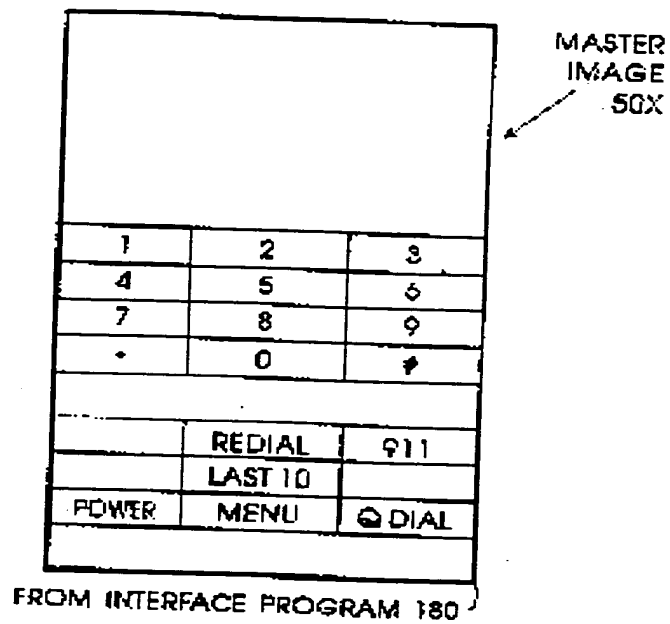 MASTER
IMAGE
50X
1 2 3
4 5 6
7 8 9
* 0 #
REDIAL 911
LAST 10
POWER MENU DIAL
FROM INTERFACE PROGRAM 180